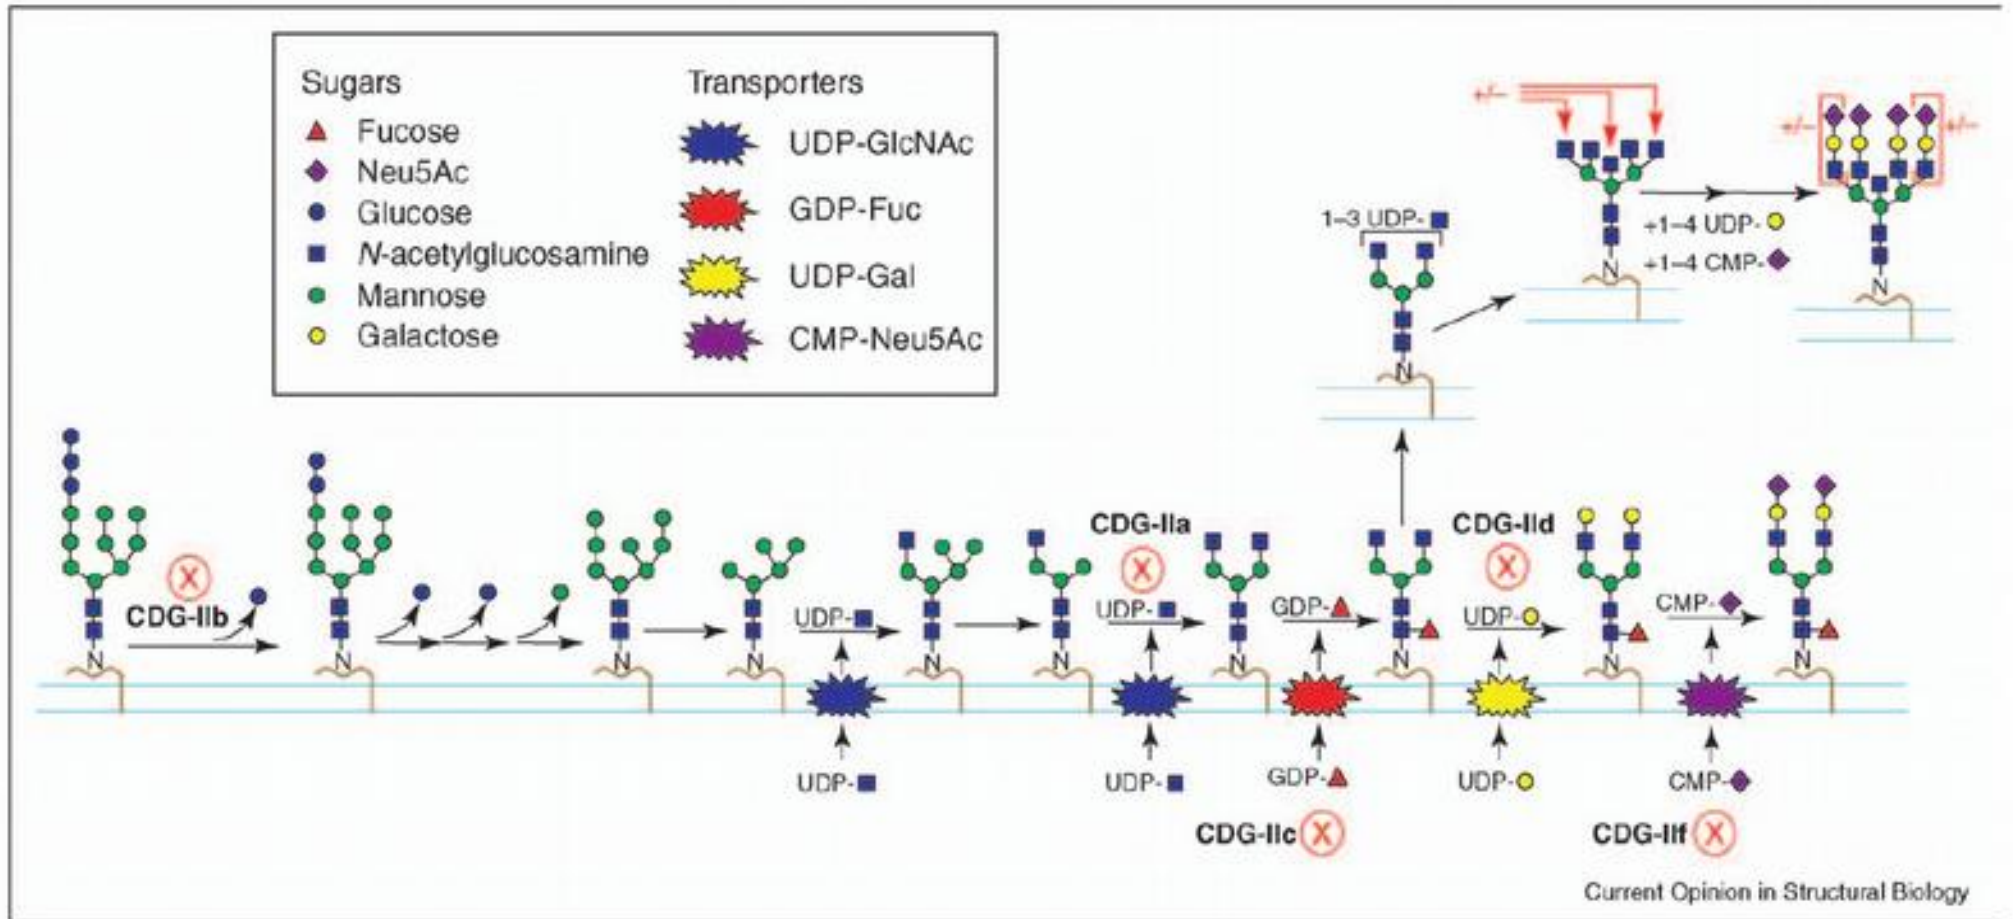 Sugars
Fucose
Neu5Ac
Glucose
N-acetylglucosamine
Mannose
Galactose
Transporters
UDP-GlcNAc
GDP-Fuc
UDP-Gal
CMP-Neu5Ac
+/–
+/–
+/–
1–3 UDP-
+1–4 UDP-
+1–4 CMP-
N
N
N
CDG-IIb
X
CDG-IIa
X
CDG-IId
X
UDP-
UDP-
GDP-
UDP-
CMP-
N
N
N
N
N
N
N
N
N
N
UDP-
UDP-
GDP-
UDP-
CMP-
CDG-IIc X
CDG-IIf X
Current Opinion in Structural Biology